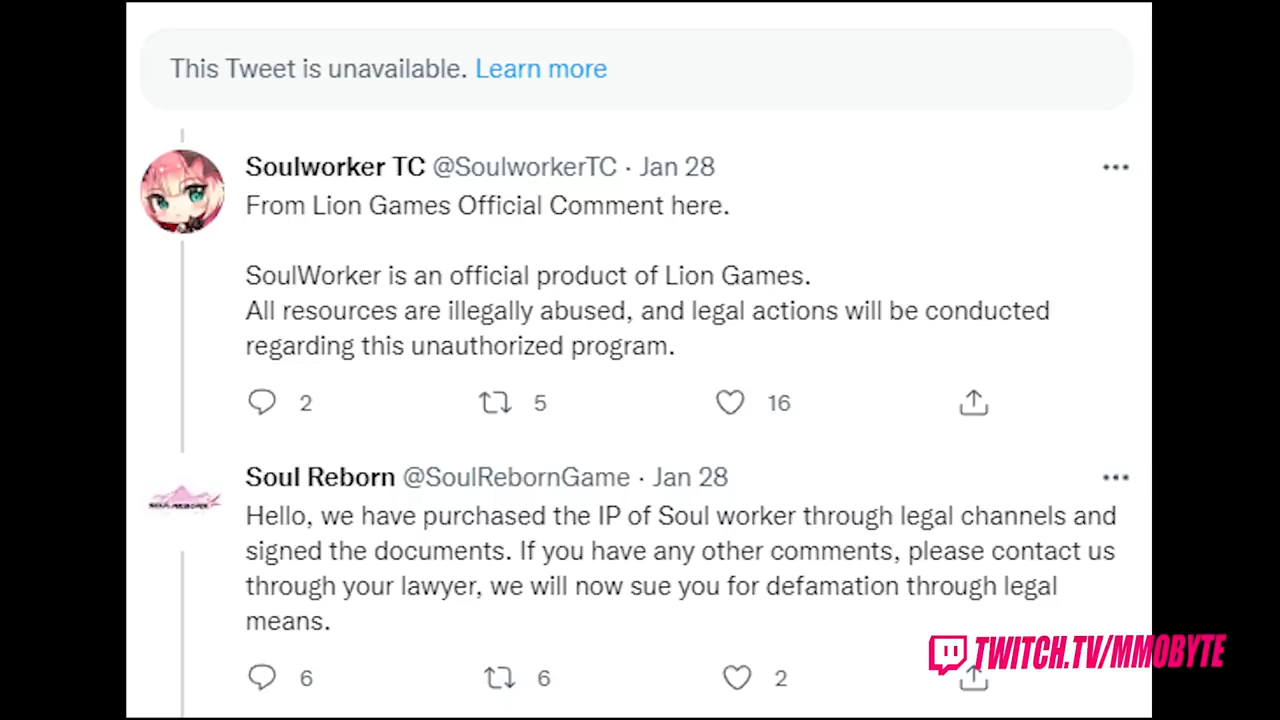 This Tweet is unavailable. Learn more
Soulworker TC @SoulworkerTC · Jan 28
From Lion Games Official Comment here.
SoulWorker is an official product of Lion Games.
All resources are illegally abused, and legal actions will be conducted
regarding this unauthorized program.
2 5 16
Soul Reborn @SoulRebornGame · Jan 28
Hello, we have purchased the IP of Soul worker through legal channels and
signed the documents. If you have any other comments, please contact us
through your lawyer, we will now sue you for defamation through legal
means.
TWITCH.TV/MMOBYTE
6 6 2